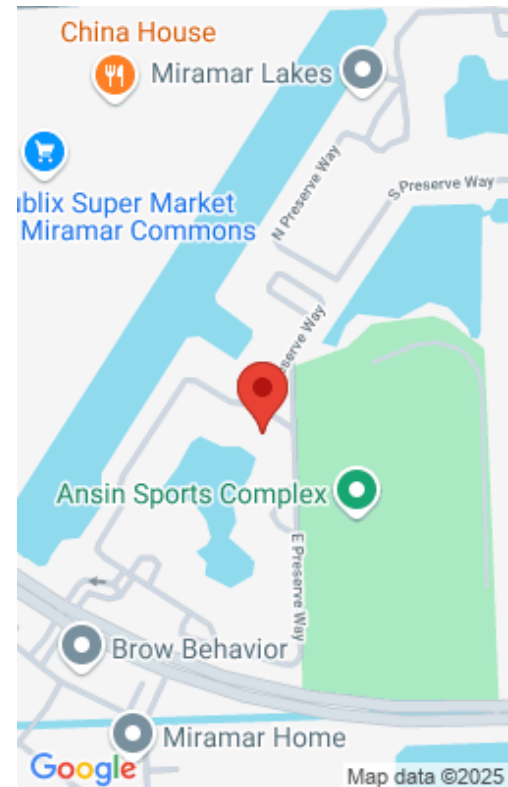 China House
Miramar Lakes
ublix Super Market
Miramar Commons
N Preserve Way
S Preserve Way
eserve Way
Ansin Sports Complex
E Preserve Way
Brow Behavior
Miramar Home
Google
Map data ©2025